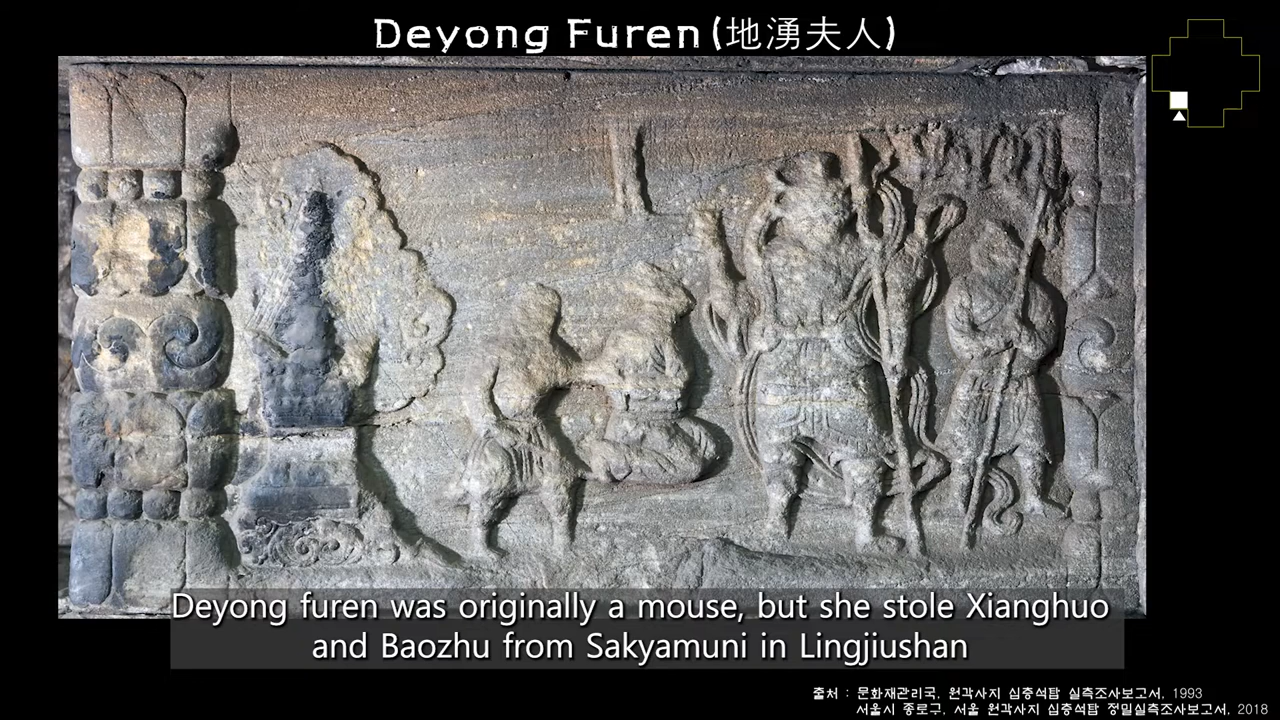 Deyong Furen(地湧夫人)
Deyong furen was originally a mouse, but she stole Xianghuo
and Baozhu from Sakyamuni in Lingjiushan
출처 : 문화재관리국, 원각사지 십층석탑 실측조사보고서, 1993
서울시 종로구, 서울 원각사지 십층석탑 정밀실측조사보고서, 2018